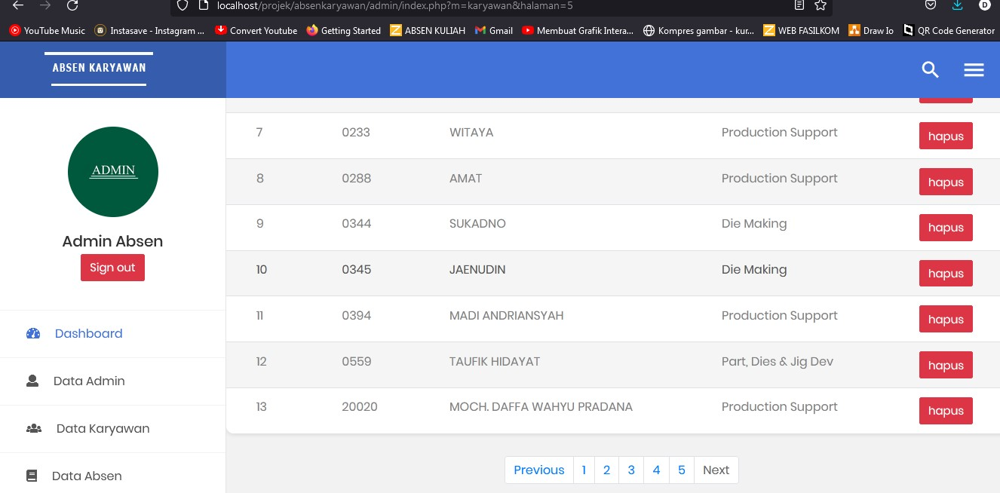 localhost/projek/absenkaryawan/admin/index.php?m=karyawan&halaman=5
D
YouTube Music Instasave - Instagram ... Convert Youtube Getting Started ABSEN KULIAH Gmail Membuat Grafik Intera... Kompres gambar - kur... WEB FASILKOM Draw Io QR Code Generator
ABSEN KARYAWAN
ADMIN
Admin Absen
Sign out
Dashboard
Data Admin
Data Karyawan
Data Absen
7 0233 WITAYA Production Support hapus
8 0288 AMAT Production Support hapus
9 0344 SUKADNO Die Making hapus
10 0345 JAENUDIN Die Making hapus
11 0394 MADI ANDRIANSYAH Production Support hapus
12 0559 TAUFIK HIDAYAT Part, Dies & Jig Dev hapus
13 20020 MOCH. DAFFA WAHYU PRADANA Production Support hapus
Previous 1 2 3 4 5 Next